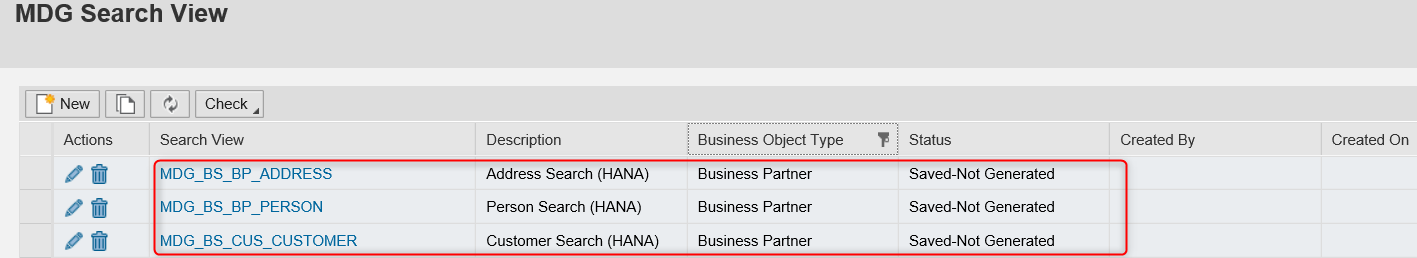 MDG Search View
New Check
Actions Search View Description Business Object Type Status Created By Created On
MDG_BS_BP_ADDRESS Address Search (HANA) Business Partner Saved-Not Generated
MDG_BS_BP_PERSON Person Search (HANA) Business Partner Saved-Not Generated
MDG_BS_CUS_CUSTOMER Customer Search (HANA) Business Partner Saved-Not Generated